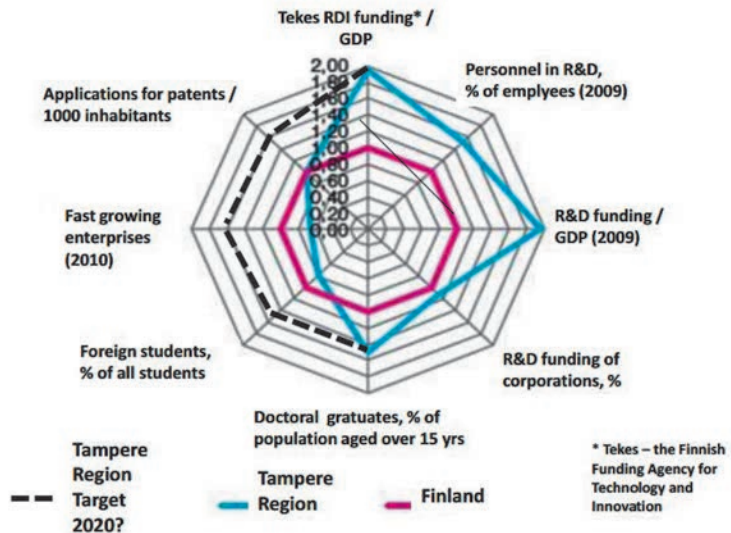 Tekes RDI funding* /
GDP
Personnel in R&D,
% of emplyees (2009)
Applications for patents /
1000 inhabitants
2,00
1,80
1,60
1,40
1,20
1,00
0,80
0,60
0,40
0,20
0,00
Fast growing
enterprises
(2010)
R&D funding /
GDP (2009)
Foreign students,
% of all students
R&D funding of
corporations, %
Doctoral gratuates, % of
population aged over 15 yrs
Tampere
Region
Target
2020?
Tampere
Region
Finland
* Tekes – the Finnish
Funding Agency for
Technology and
Innovation